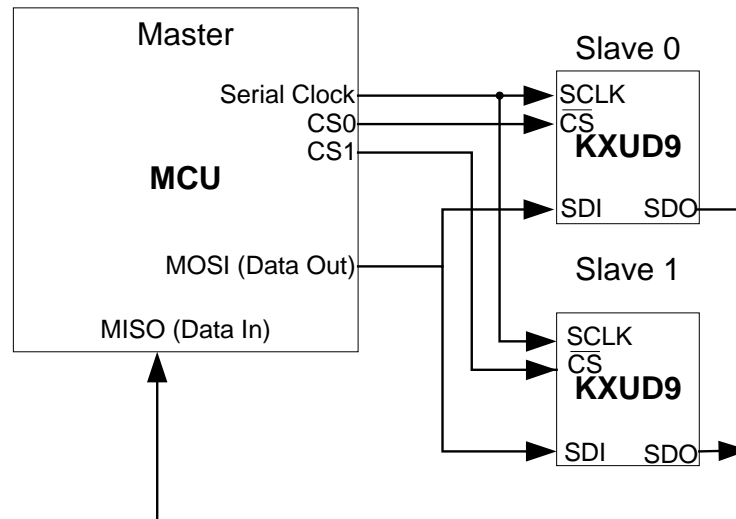 Master
Serial Clock
CS0
CS1
MCU
MOSI (Data Out)
MISO (Data In)
Slave 0
SCLK
CS
KXUD9
SDI SDO
Slave 1
SCLK
CS
KXUD9
SDI SDO